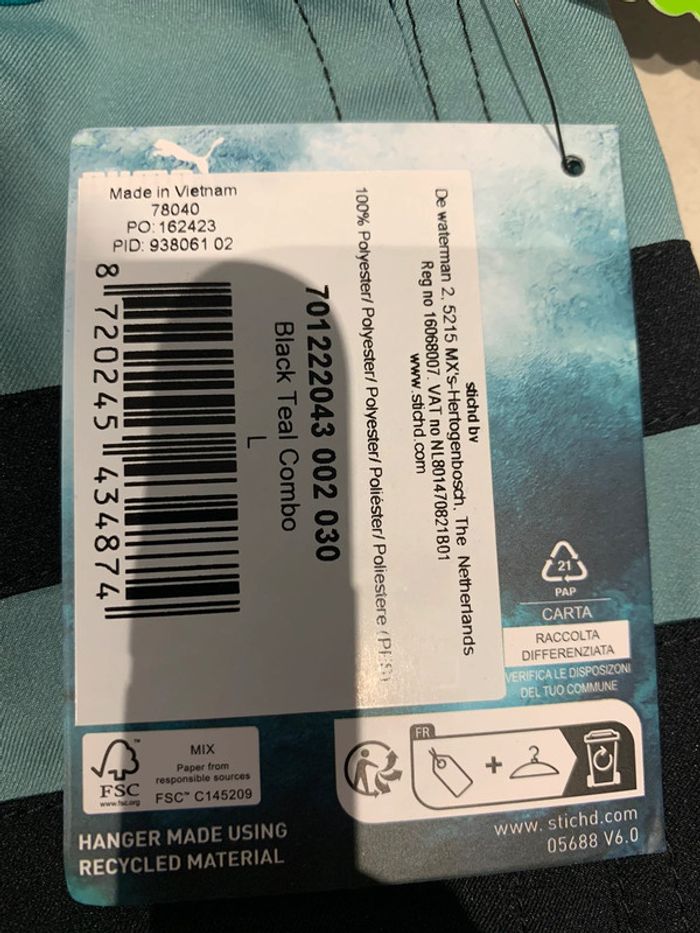 Made in Vietnam
78040
PO: 162423
PID: 938061 02
8 720245 434874
701222043 002 030
Black Teal Combo
L
100% Polyester/ Polyester/ Polyester/ Poliéster/ Poliestere (PES)
stichd bv
De waterman 2, 5215 MX's-Hertogenbosch, The Netherlands
Reg no 16068007. VAT no NL801470821B01
www.stichd.com
21
PAP
CARTA
RACCOLTA
DIFFERENZIATA
VERIFICA LE DISPOSIZONI
DEL TUO COMMUNE
FSC
www.fsc.org
MIX
Paper from
responsible sources
FSC™ C145209
FR
+
HANGER MADE USING
RECYCLED MATERIAL
www. stichd.com
05688 V6.0